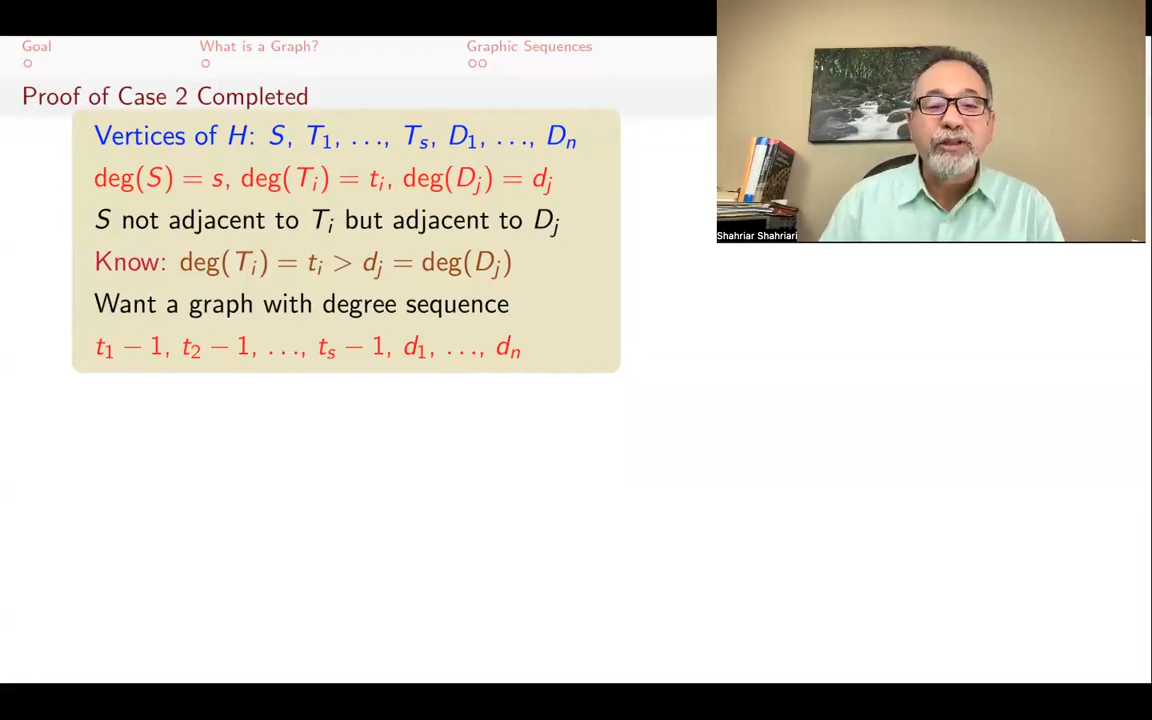 Goal
What is a Graph?
Graphic Sequences
Proof of Case 2 Completed
Vertices of H: S, T₁, …, Tₛ, D₁, …, Dₙ
deg(S) = s, deg(Tᵢ) = tᵢ, deg(Dⱼ) = dⱼ
S not adjacent to Tᵢ but adjacent to Dⱼ
Know: deg(Tᵢ) = tᵢ > dⱼ = deg(Dⱼ)
Want a graph with degree sequence
t₁ − 1, t₂ − 1, …, tₛ − 1, d₁, …, dₙ
Shahriar Shahriari